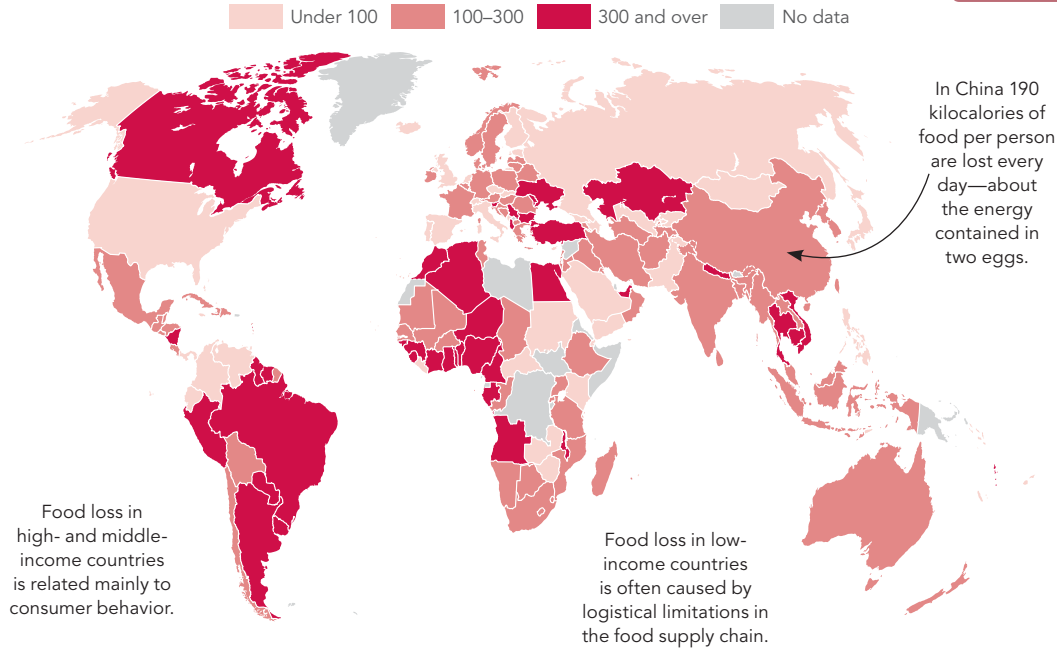 Under 100
100–300
300 and over
No data
In China 190
kilocalories of
food per person
are lost every
day—about
the energy
contained in
two eggs.
Food loss in
high- and middle-
income countries
is related mainly to
consumer behavior.
Food loss in low-
income countries
is often caused by
logistical limitations in
the food supply chain.